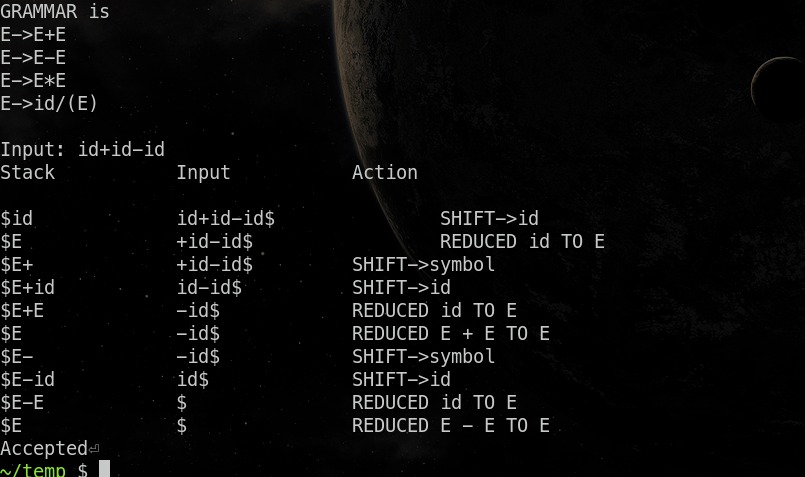 GRAMMAR is
E->E+E
E->E-E
E->E*E
E->id/(E)
Input: id+id-id
Stack Input Action
$id id+id-id$ SHIFT->id
$E +id-id$ REDUCED id TO E
$E+ +id-id$ SHIFT->symbol
$E+id id-id$ SHIFT->id
$E+E -id$ REDUCED id TO E
$E -id$ REDUCED E + E TO E
$E- -id$ SHIFT->symbol
$E-id id$ SHIFT->id
$E-E $ REDUCED id TO E
$E $ REDUCED E - E TO E
Accepted⏎
~/temp $